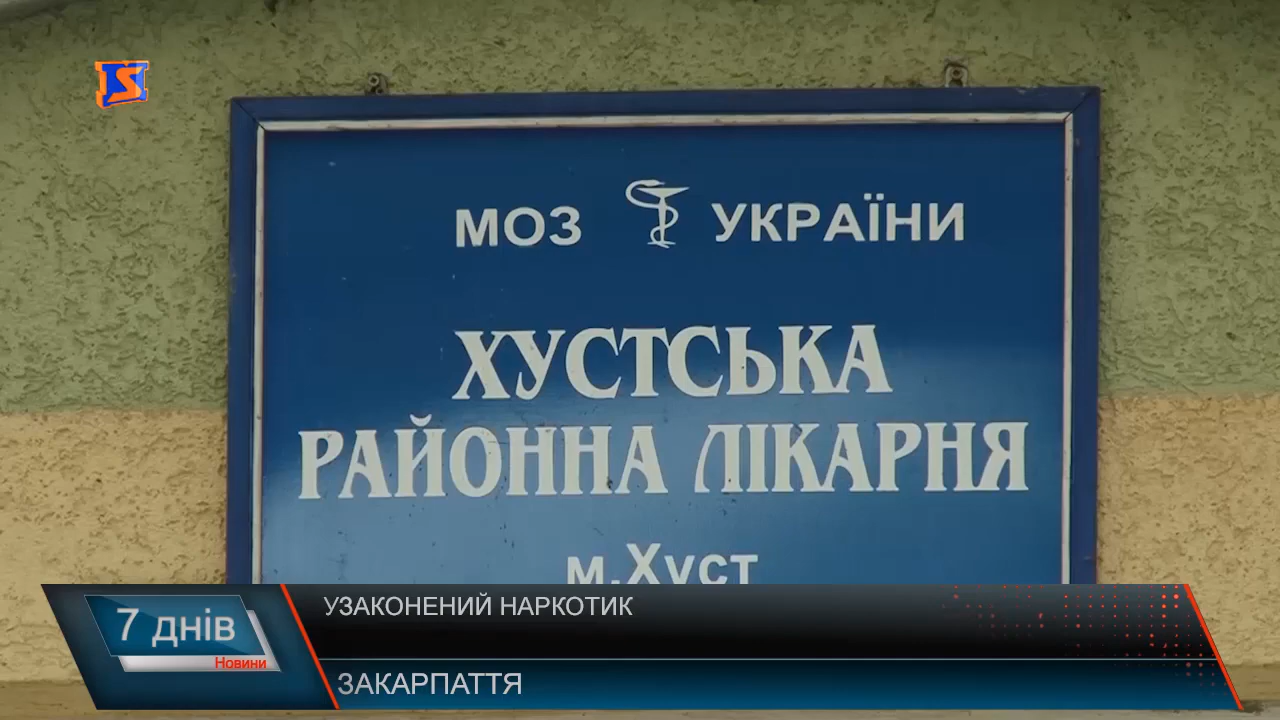 МОЗ УКРАЇНИ
ХУСТСЬКА
РАЙОННА ЛІКАРНЯ
м.Хуст
7 днів
Новини
УЗАКОНЕНИЙ НАРКОТИК
ЗАКАРПАТТЯ